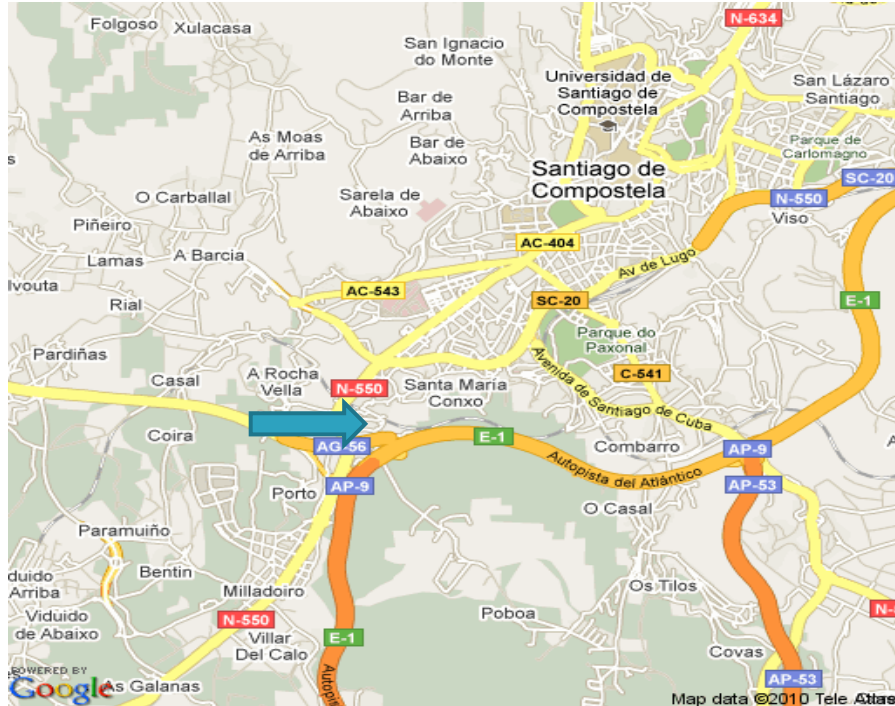 Folgoso
Xulacasa
N-634
San Ignacio
do Monte
Universidad de
Santiago de
Compostela
San Lázaro
Santiago
Bar de
Arriba
As Moas
de Arriba
Bar de
Abaixo
Parque de
Carlomagno
Santiago de
Compostela
SC-20
O Carballal
Sarela de
Abaixo
N-550
Viso
Piñeiro
AC-404
Lamas
A Barcia
Av de Lugo
AC-543
SC-20
E-1
Rial
Parque do
Paxonal
Pardiñas
A Rocha
Vella
C-541
Casal
N-550
Santa María
Conxo
Avenida de Santiago de Cuba
Coira
AG-56
E-1
Combarro
AP-9
Autopista del Atlántico
Porto
AP-9
AP-53
O Casal
Paramuiño
Bentin
Os Tilos
Milladoiro
Poboa
Viduido
de Abaixo
N-550
Villar
Del Calo
E-1
Covas
POWERED BY
Google
As Galanas
AP-53
Map data ©2010 Tele Atlas